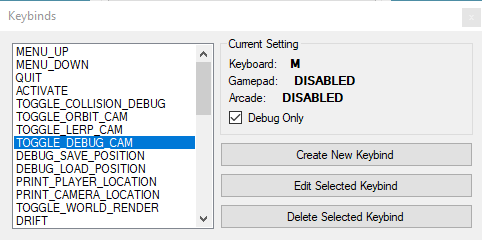 Keybinds
MENU_UP
MENU_DOWN
QUIT
ACTIVATE
TOGGLE_COLLISION_DEBUG
TOGGLE_ORBIT_CAM
TOGGLE_LERP_CAM
TOGGLE_DEBUG_CAM
DEBUG_SAVE_POSITION
DEBUG_LOAD_POSITION
PRINT_PLAYER_LOCATION
PRINT_CAMERA_LOCATION
TOGGLE_WORLD_RENDER
DRIFT
Current Setting
Keyboard: M
Gamepad: DISABLED
Arcade: DISABLED
Debug Only
Create New Keybind
Edit Selected Keybind
Delete Selected Keybind